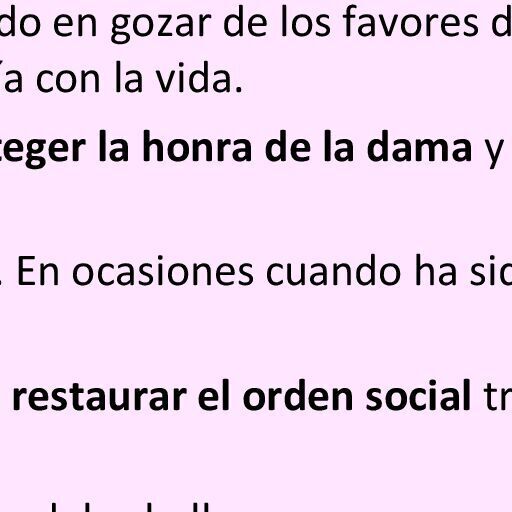 do en gozar de los favores d
ía con la vida.
teger la honra de la dama y
. En ocasiones cuando ha sid
restaurar el orden social tr